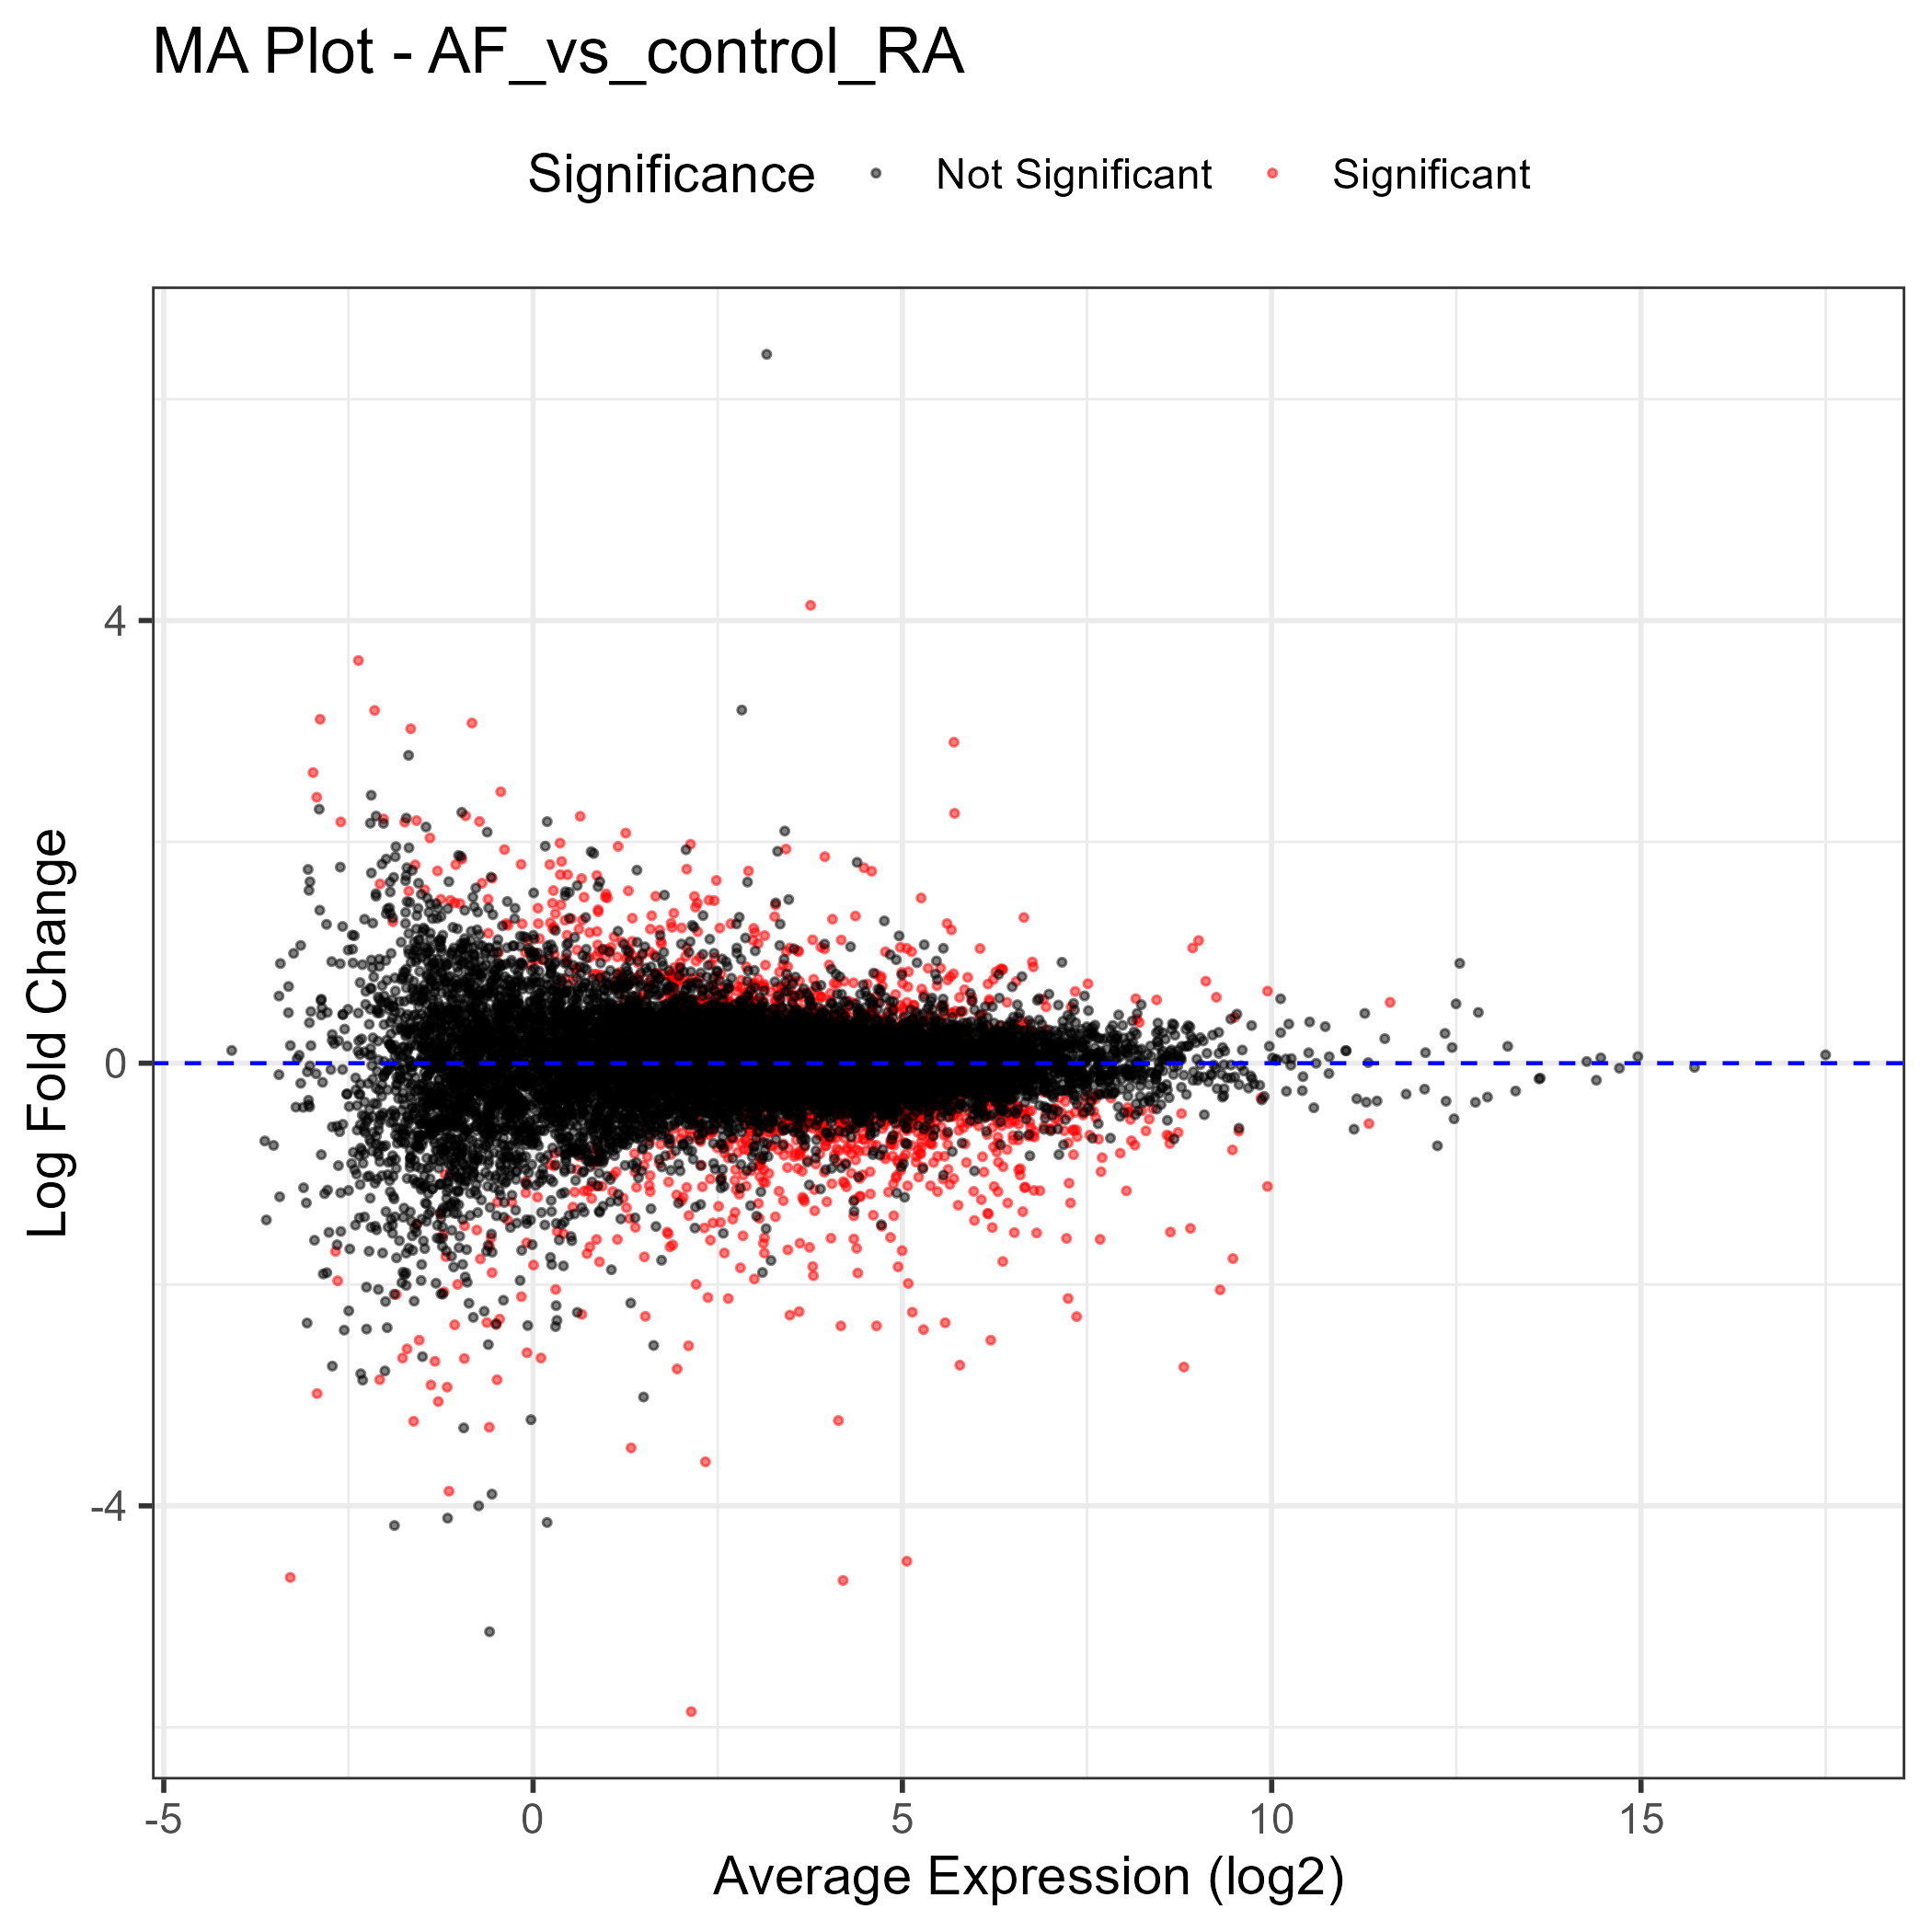 MA Plot - AF_vs_control_RA
Significance Not Significant Significant
Log Fold Change
4
0
-4
-5 0 5 10 15
Average Expression (log2)